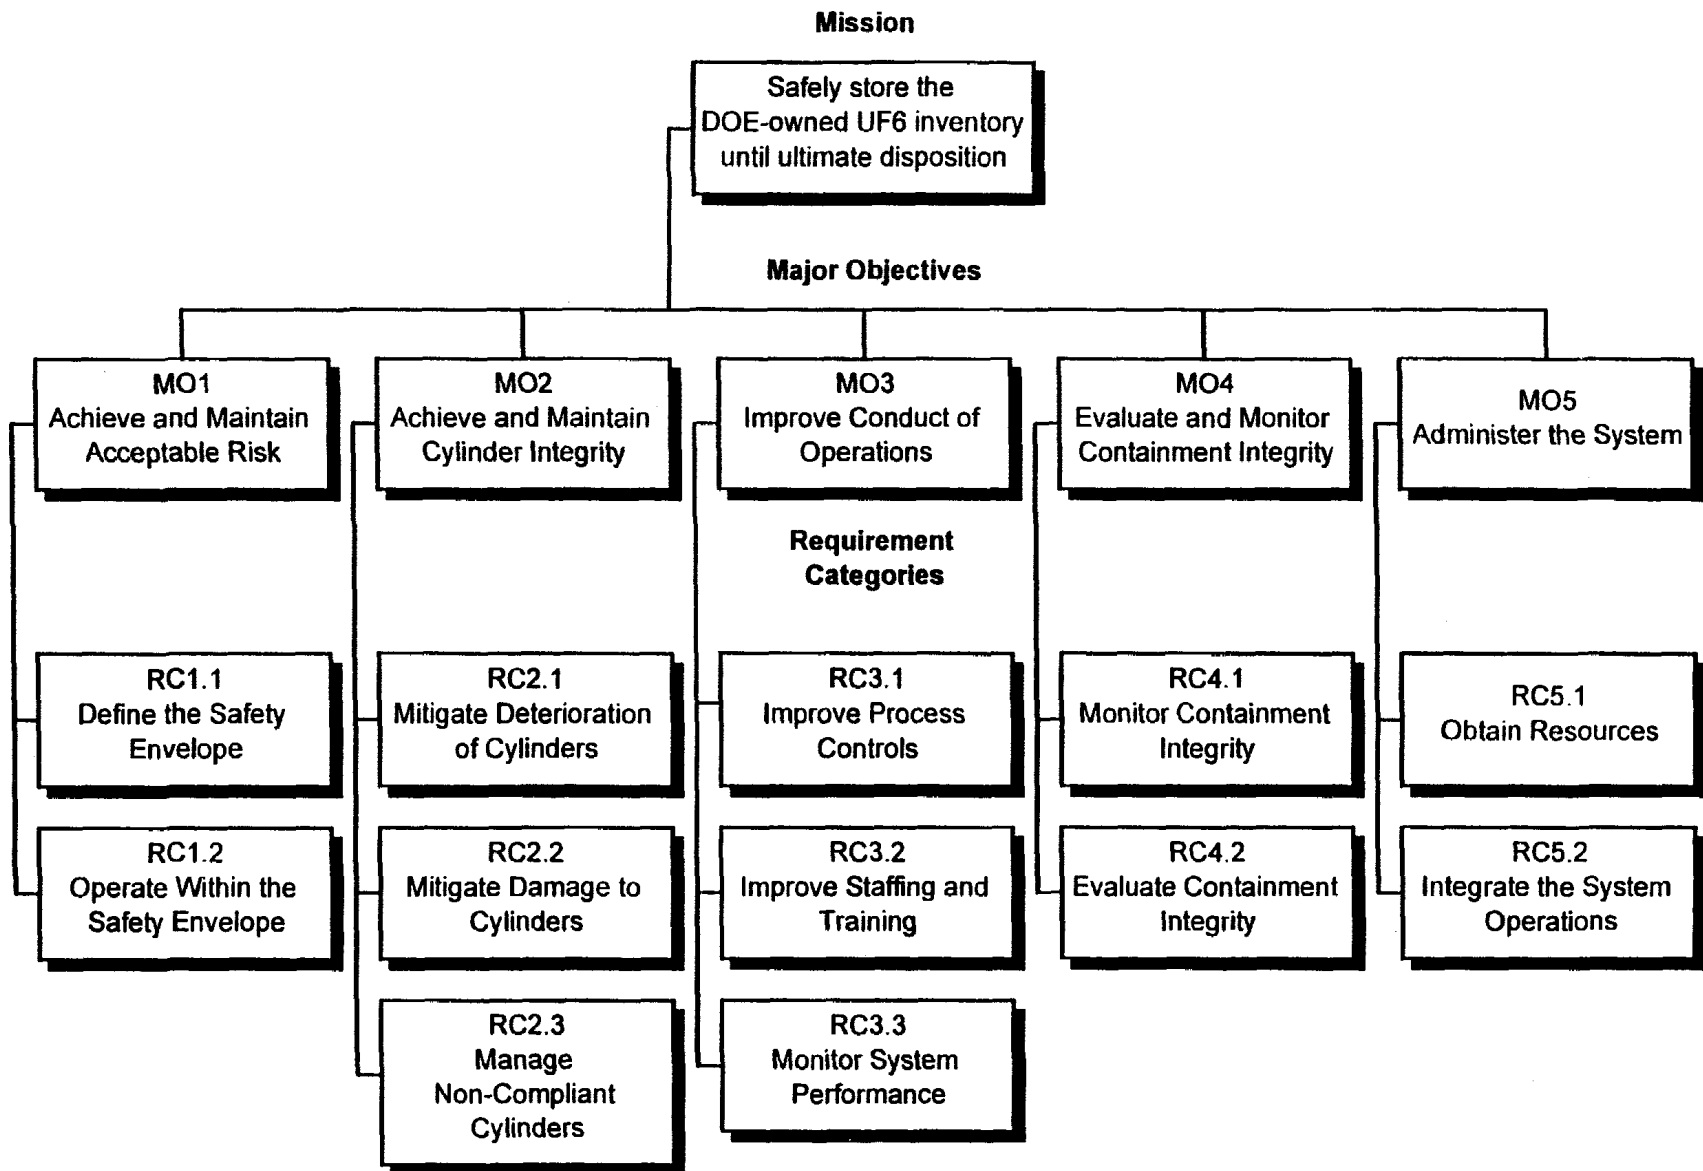 Mission
Safely store the
DOE-owned UF6 inventory
until ultimate disposition
Major Objectives
MO1
Achieve and Maintain
Acceptable Risk
MO2
Achieve and Maintain
Cylinder Integrity
MO3
Improve Conduct of
Operations
MO4
Evaluate and Monitor
Containment Integrity
MO5
Administer the System
Requirement
Categories
RC1.1
Define the Safety
Envelope
RC2.1
Mitigate Deterioration
of Cylinders
RC3.1
Improve Process
Controls
RC4.1
Monitor Containment
Integrity
RC5.1
Obtain Resources
RC1.2
Operate Within the
Safety Envelope
RC2.2
Mitigate Damage to
Cylinders
RC3.2
Improve Staffing and
Training
RC4.2
Evaluate Containment
Integrity
RC5.2
Integrate the System
Operations
RC2.3
Manage
Non-Compliant
Cylinders
RC3.3
Monitor System
Performance